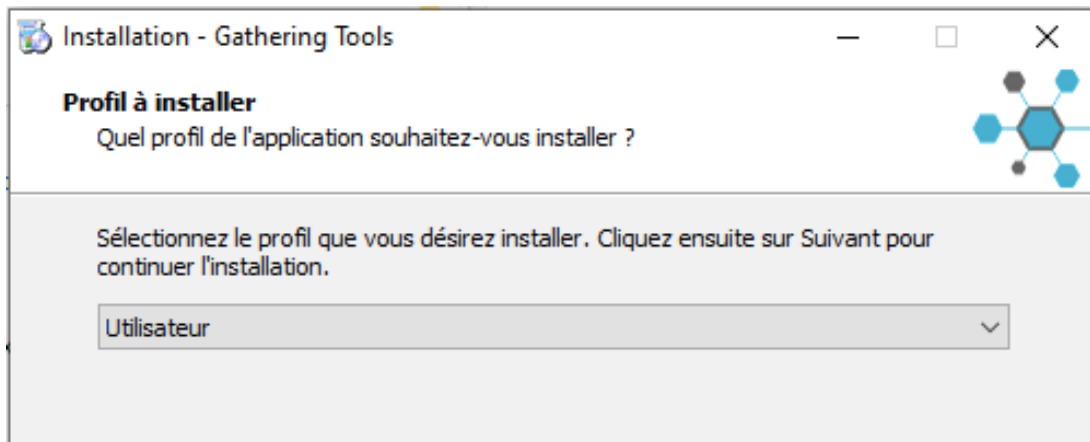 Installation - Gathering Tools
Profil à installer
Quel profil de l'application souhaitez-vous installer ?
Sélectionnez le profil que vous désirez installer. Cliquez ensuite sur Suivant pour
continuer l'installation.
Utilisateur